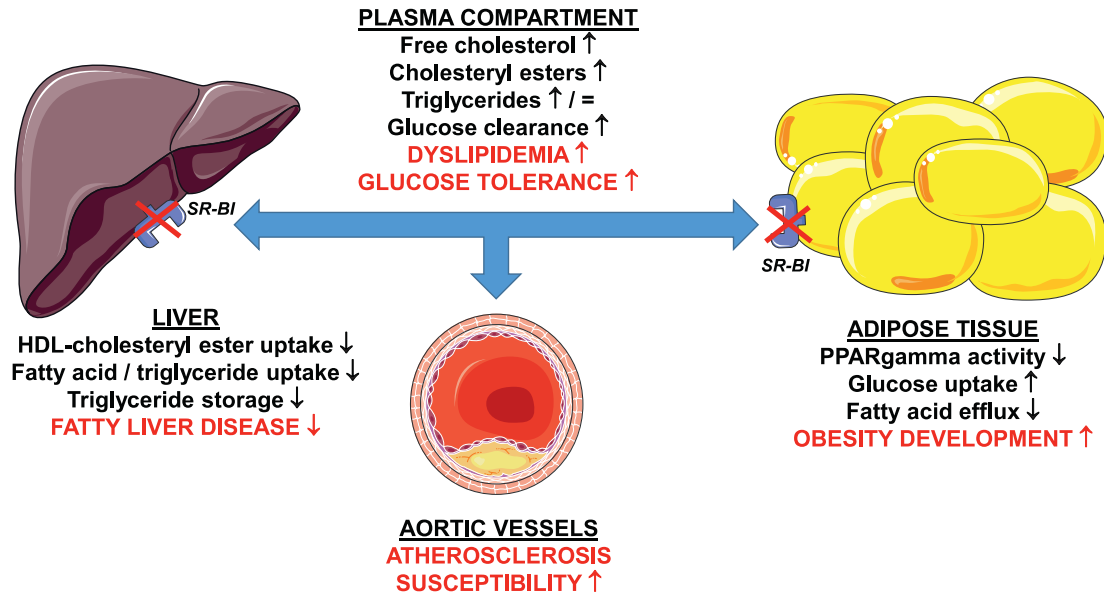 PLASMA COMPARTMENT
Free cholesterol ↑
Cholesteryl esters ↑
Triglycerides ↑ / =
Glucose clearance ↑
DYSLIPIDEMIA ↑
GLUCOSE TOLERANCE ↑
SR-BI
SR-BI
LIVER
HDL-cholesteryl ester uptake ↓
Fatty acid / triglyceride uptake ↓
Triglyceride storage ↓
FATTY LIVER DISEASE ↓
ADIPOSE TISSUE
PPARgamma activity ↓
Glucose uptake ↑
Fatty acid efflux ↓
OBESITY DEVELOPMENT ↑
AORTIC VESSELS
ATHEROSCLEROSIS
SUSCEPTIBILITY ↑